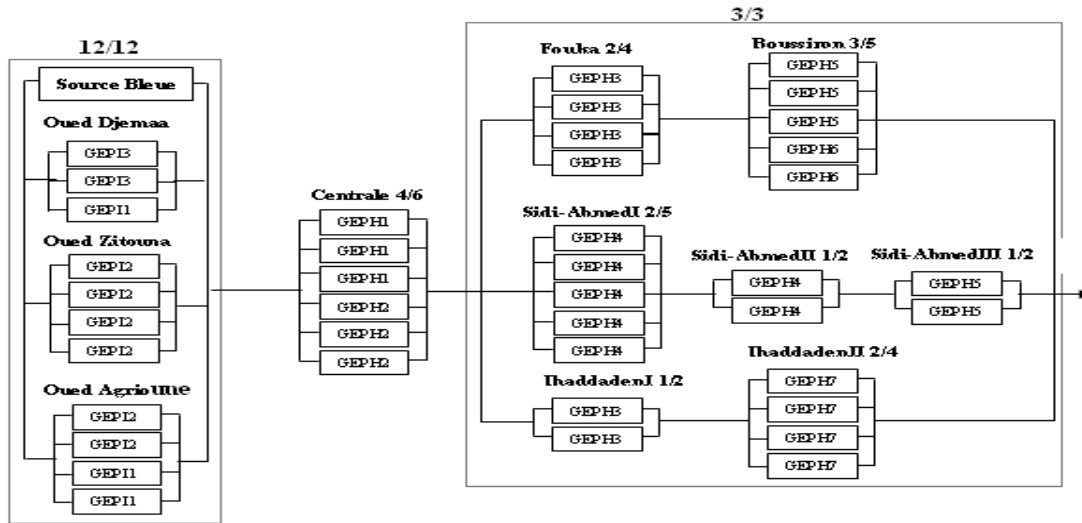 12/12
Source Bleue
Oued Djemaa
GEPI3
GEPI3
GEPI1
Oued Zitouna
GEPI2
GEPI2
GEPI2
GEPI2
Oued Agrioune
GEPI2
GEPI2
GEPI1
GEPI1
Centrale 4/6
GEPH1
GEPH1
GEPH1
GEPH2
GEPH2
GEPH2
3/3
Fouka 2/4
GEPH3
GEPH3
GEPH3
GEPH3
Boussiron 3/5
GEPH5
GEPH5
GEPH5
GEPH6
GEPH6
Sidi-AhmedI 2/5
GEPH4
GEPH4
GEPH4
GEPH4
GEPH4
Sidi-AhmedII 1/2
GEPH4
GEPH4
Sidi-AhmedIII 1/2
GEPH5
GEPH5
IhaddadenI 1/2
GEPH3
GEPH3
IhaddadenII 2/4
GEPH7
GEPH7
GEPH7
GEPH7